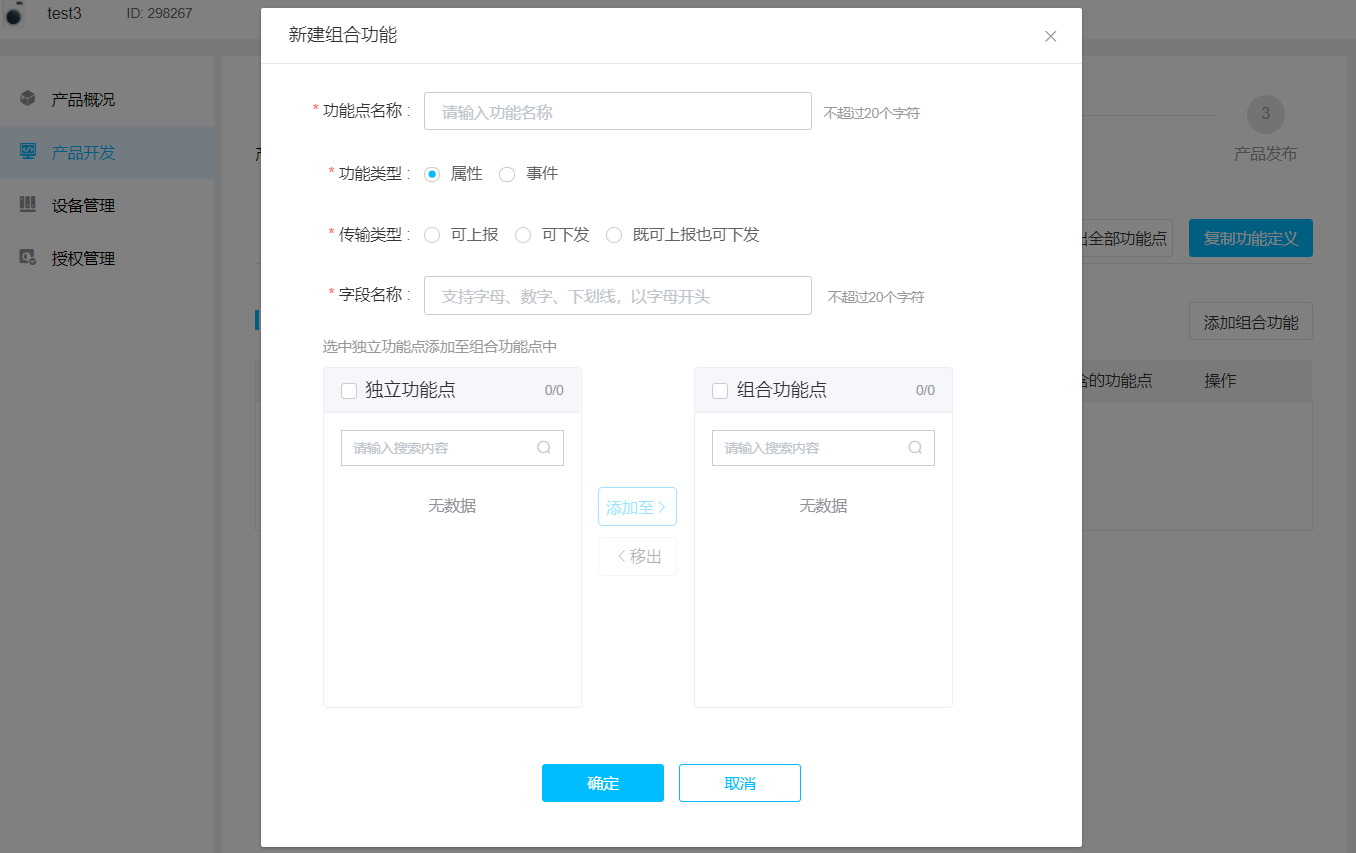 test3 ID: 298267
新建组合功能
产品概况
产品开发
设备管理
授权管理
* 功能点名称 : 请输入功能名称 不超过20个字符
* 功能类型 : 属性 事件
* 传输类型 : 可上报 可下发 既可上报也可下发
* 字段名称 : 支持字母、数字、下划线，以字母开头 不超过20个字符
选中独立功能点添加至组合功能点中
独立功能点 0/0
请输入搜索内容
无数据
添加至
移出
组合功能点 0/0
请输入搜索内容
无数据
确定 取消
3
产品发布
出全部功能点 复制功能定义
添加组合功能
含的功能点 操作